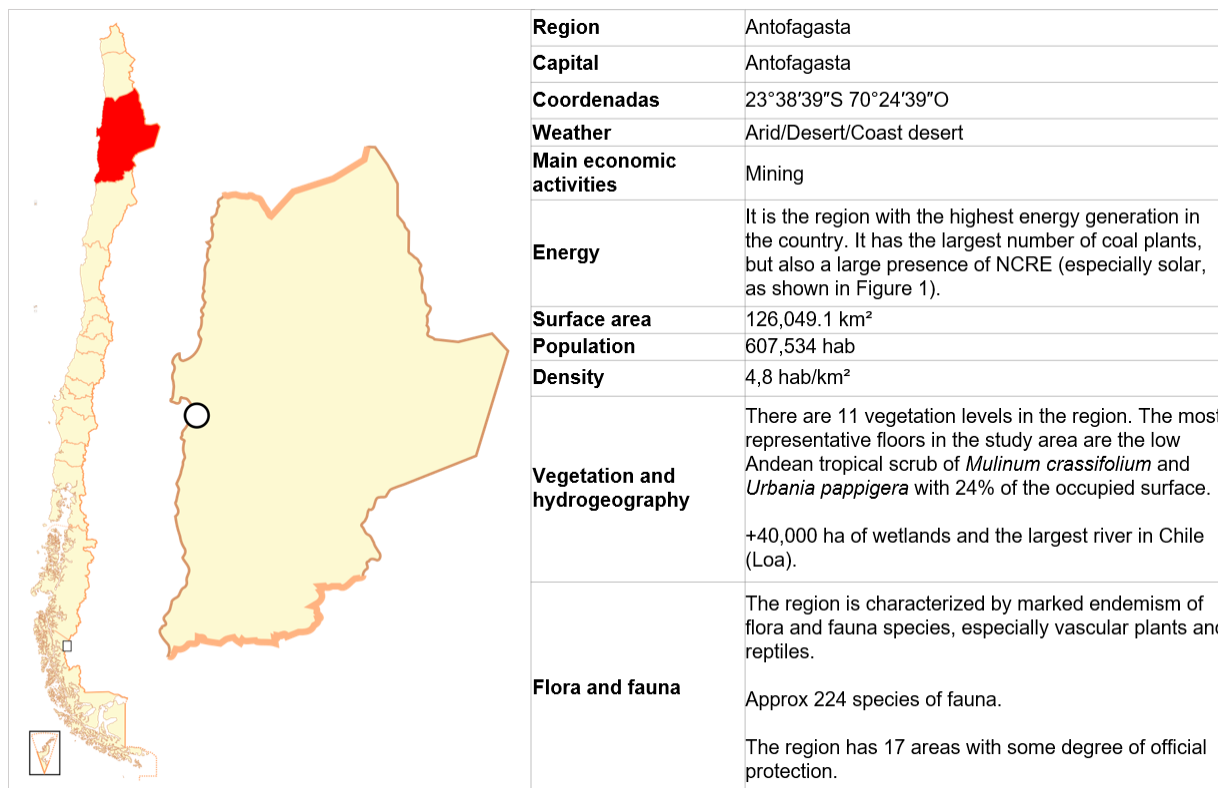 Region Antofagasta
Capital Antofagasta
Coordenadas 23°38′39″S 70°24′39″O
Weather Arid/Desert/Coast desert
Main economic
activities
Mining
Energy
It is the region with the highest energy generation in
the country. It has the largest number of coal plants,
but also a large presence of NCRE (especially solar,
as shown in Figure 1).
Surface area 126,049.1 km²
Population 607,534 hab
Density 4,8 hab/km²
Vegetation and
hydrogeography
There are 11 vegetation levels in the region. The most
representative floors in the study area are the low
Andean tropical scrub of Mulinum crassifolium and
Urbania pappigera with 24% of the occupied surface.
+40,000 ha of wetlands and the largest river in Chile
(Loa).
Flora and fauna
The region is characterized by marked endemism of
flora and fauna species, especially vascular plants and
reptiles.
Approx 224 species of fauna.
The region has 17 areas with some degree of official
protection.